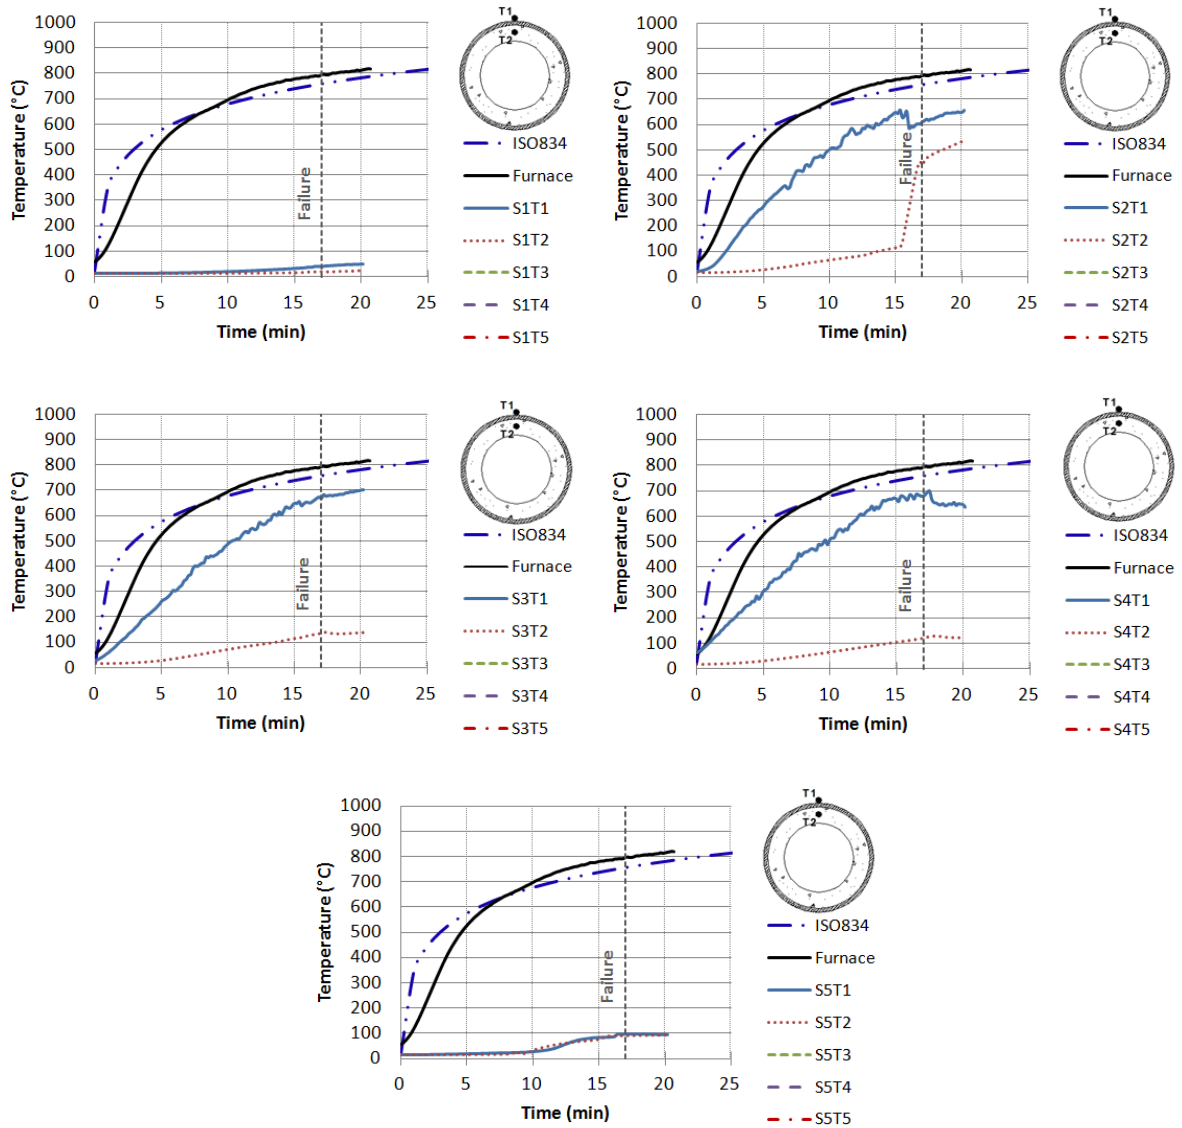 1000
900
800
700
600
500
400
300
200
100
0
Temperature (°C)
Failure
0 5 10 15 20 25
Time (min)
T1
T2
ISO834
Furnace
S1T1
S1T2
S1T3
S1T4
S1T5
1000
900
800
700
600
500
400
300
200
100
0
Temperature (°C)
Failure
0 5 10 15 20 25
Time (min)
T1
T2
ISO834
Furnace
S2T1
S2T2
S2T3
S2T4
S2T5
1000
900
800
700
600
500
400
300
200
100
0
Temperature (°C)
Failure
0 5 10 15 20 25
Time (min)
T1
T2
ISO834
Furnace
S3T1
S3T2
S3T3
S3T4
S3T5
1000
900
800
700
600
500
400
300
200
100
0
Temperature (°C)
Failure
0 5 10 15 20 25
Time (min)
T1
T2
ISO834
Furnace
S4T1
S4T2
S4T3
S4T4
S4T5
1000
900
800
700
600
500
400
300
200
100
0
Temperature (°C)
Failure
0 5 10 15 20 25
Time (min)
T1
T2
ISO834
Furnace
S5T1
S5T2
S5T3
S5T4
S5T5